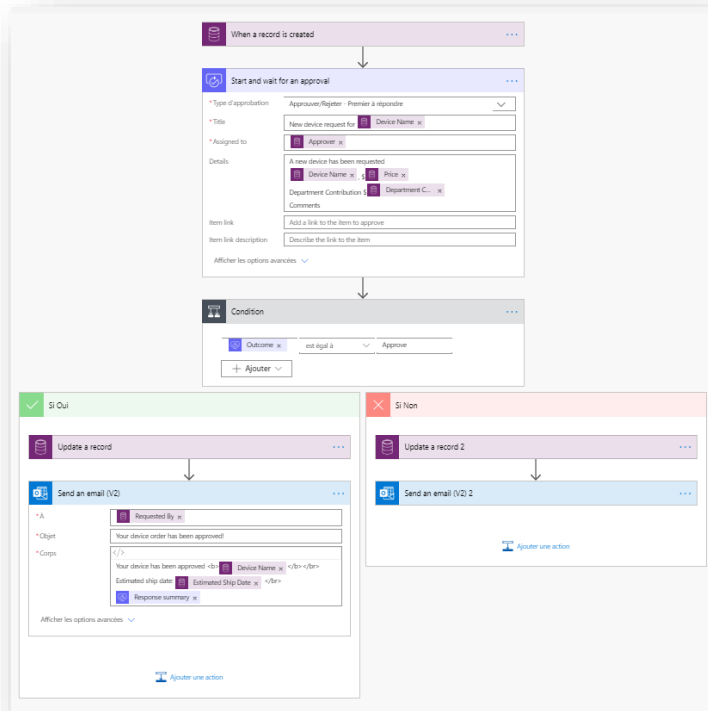 When a record is created
Start and wait for an approval
* Type d'approbation Approuver/Rejeter - Premier à répondre
* Title New device request for Device Name x
* Assigned to Approver x
Details A new device has been requested
Device Name x , $ Price x
Department Contribution $ Department C... x
Comments
Item link Add a link to the item to approve
Item link description Describe the link to the item
Afficher les options avancées
Condition
Outcome x est égal à Approve
+ Ajouter
Si Oui
Update a record
Send an email (V2)
* A Requested By x
* Objet Your device order has been approved!
* Corps </>
Your device has been approved <b> Device Name x </b></br>
Estimated ship date: Estimated Ship Date x </br>
Response summary x
Afficher les options avancées
Ajouter une action
Si Non
Update a record 2
Send an email (V2) 2
Ajouter une action